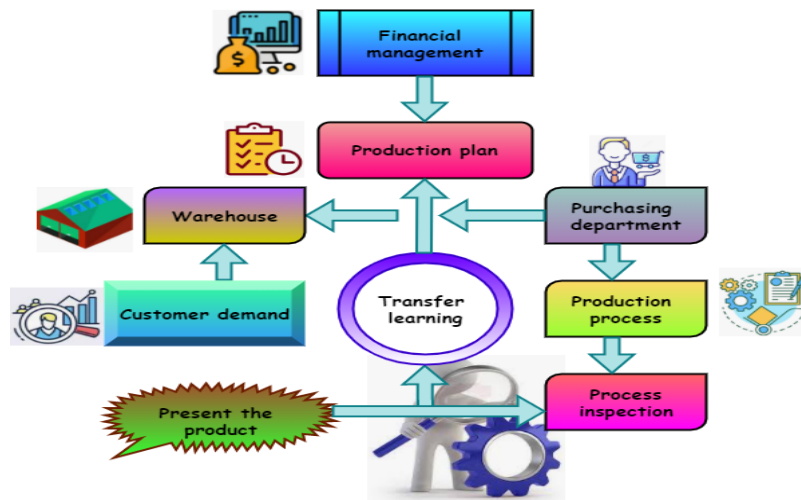 Financial
management
Production plan
Warehouse
Purchasing
department
Customer demand
Transfer
learning
Production
process
Present the
product
Process
inspection